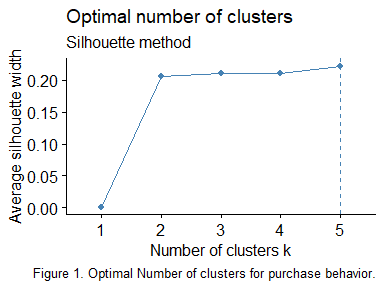 Optimal number of clusters
Silhouette method
Average silhouette width
0.20
0.15
0.10
0.05
0.00
1 2 3 4 5
Number of clusters k
Figure 1. Optimal Number of clusters for purchase behavior.